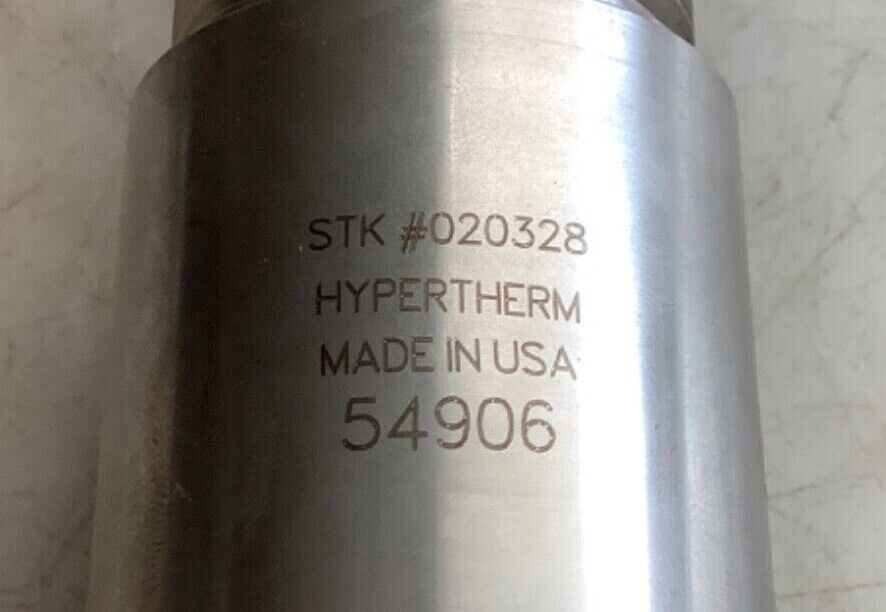 STK #020328
HYPERTHERM
MADE IN USA
54906